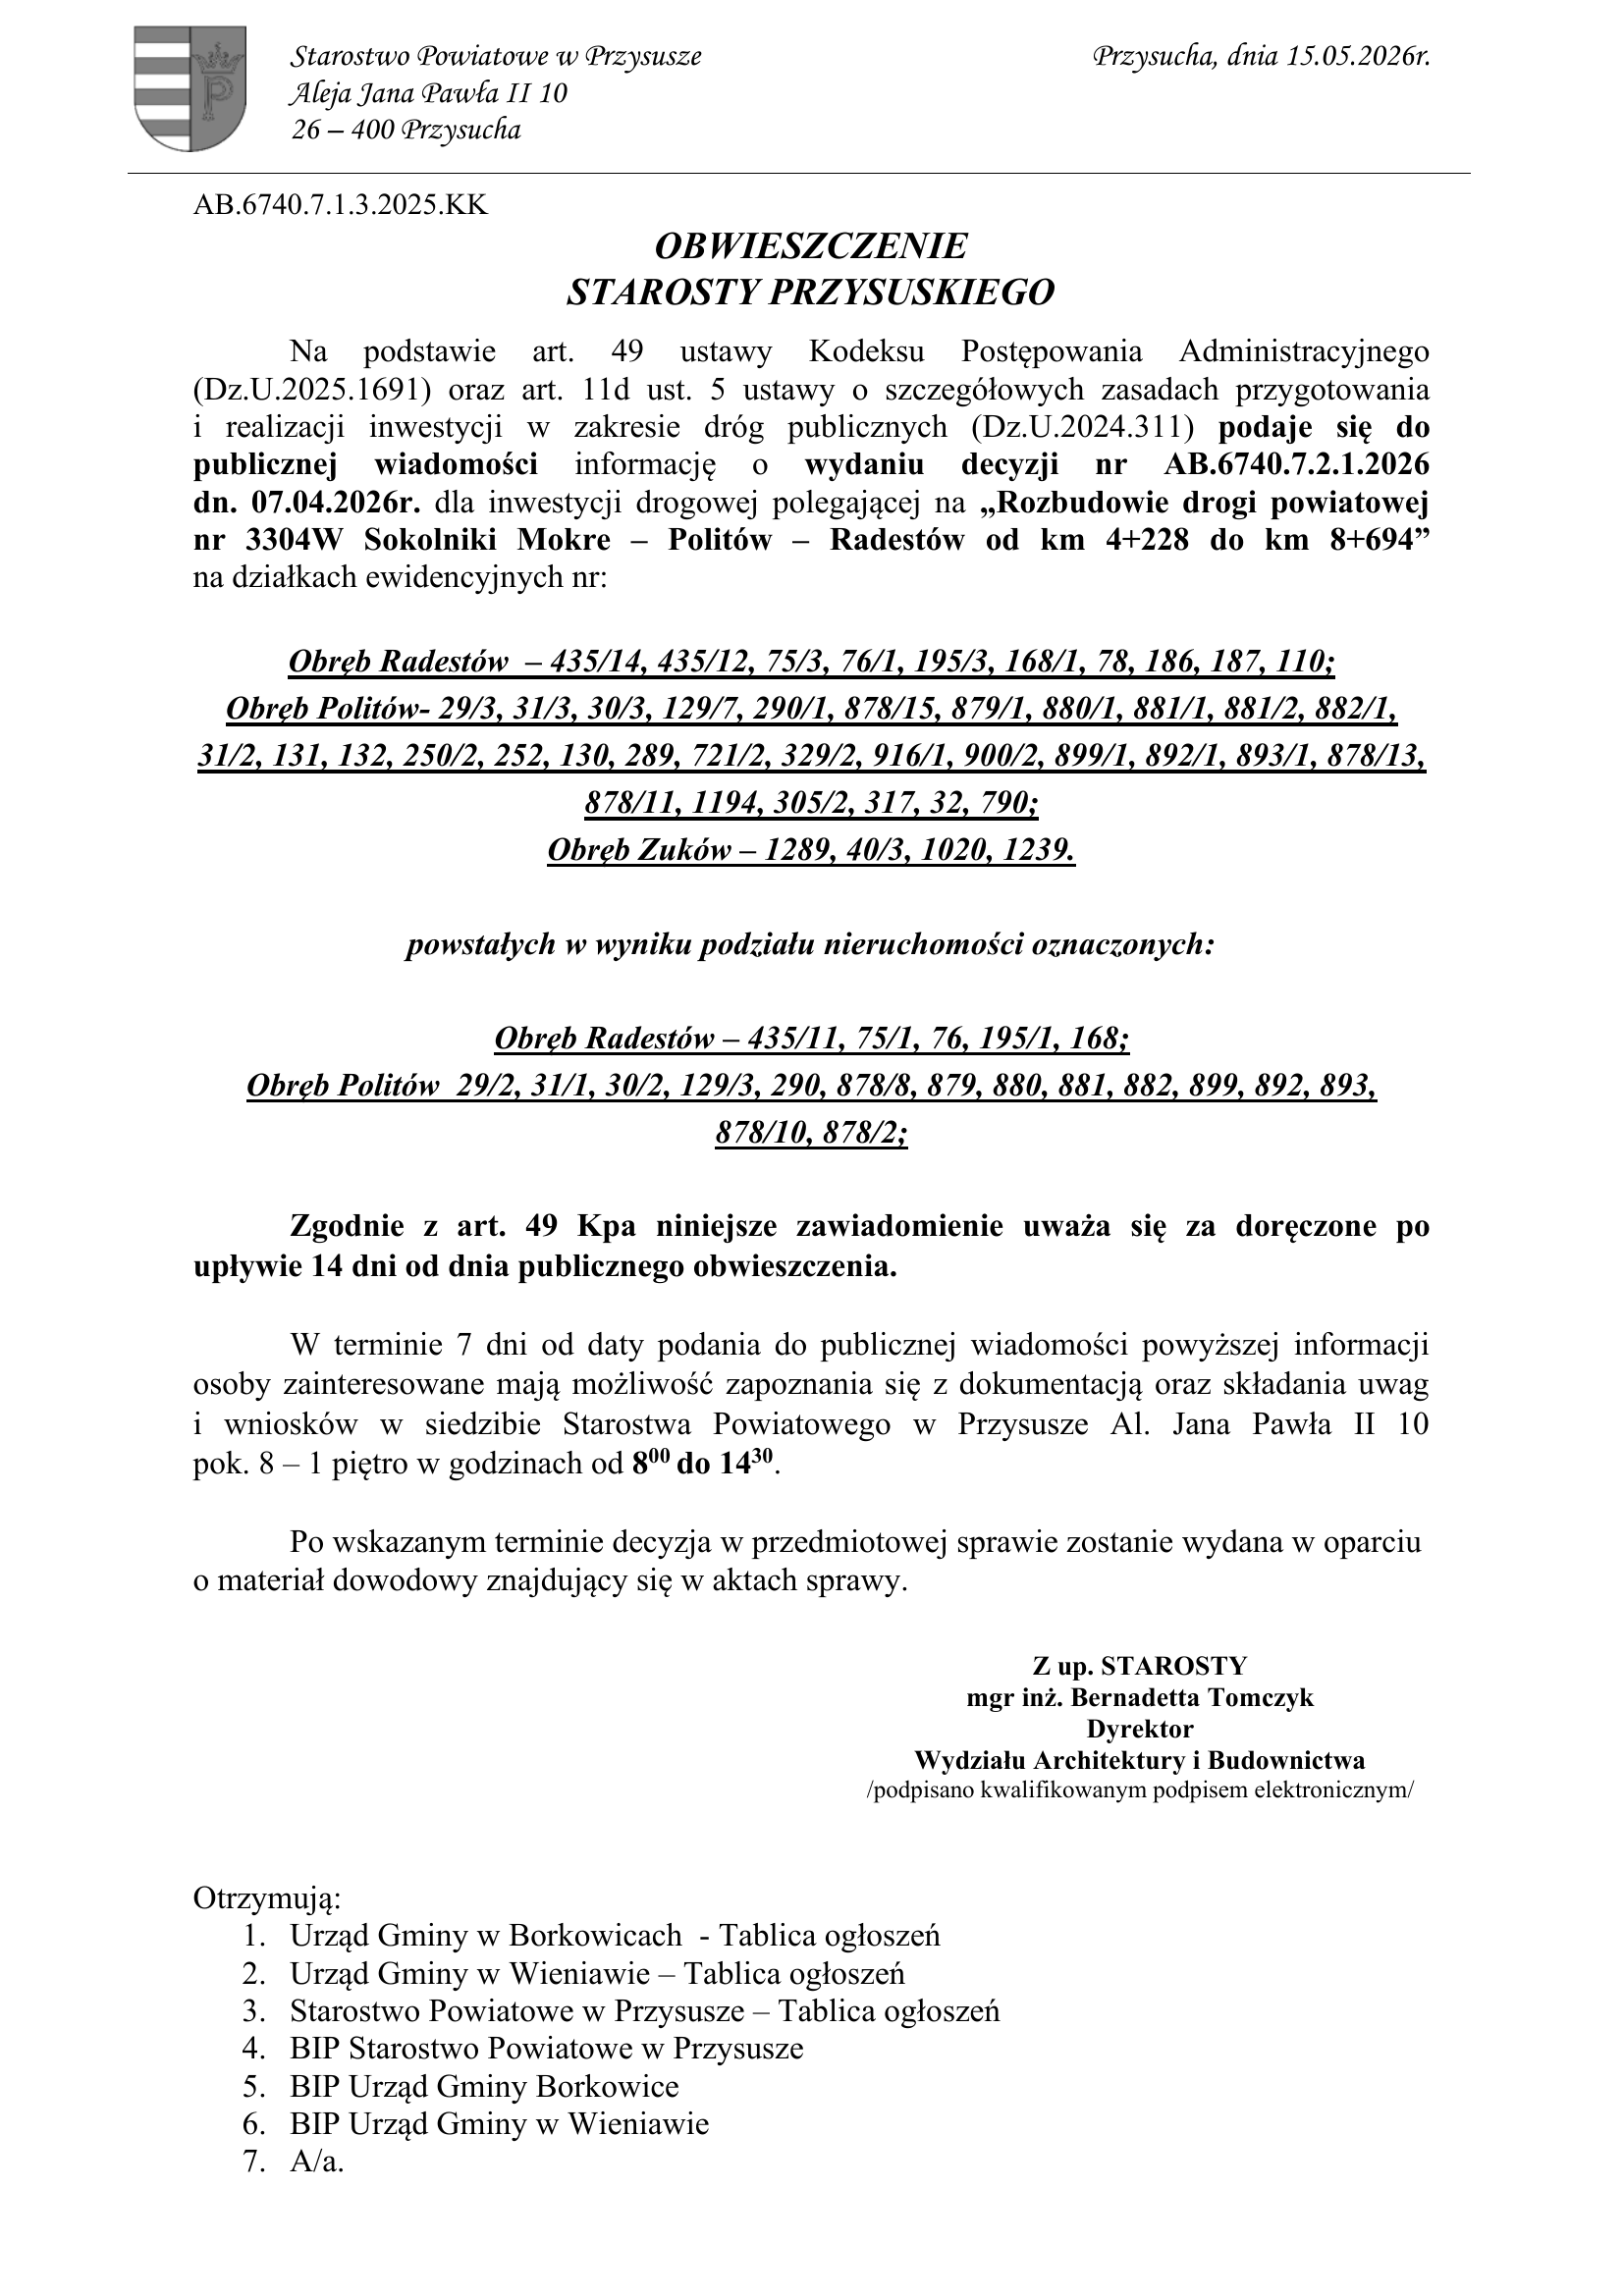 Starostwo Powiatowe w Przysusze
Przysucha, dnia 15.05.2026r.
Aleja Jana Pawła II 10
26 – 400 Przysucha
P
AB.6740.7.1.3.2025.KK
OBWIESZCZENIE
STAROSTY PRZYSUSKIEGO
Na podstawie art. 49 ustawy Kodeksu Postępowania Administracyjnego
(Dz.U.2025.1691) oraz art. 11d ust. 5 ustawy o szczegółowych zasadach przygotowania
i realizacji inwestycji w zakresie dróg publicznych (Dz.U.2024.311) podaje się do
publicznej wiadomości informację o wydaniu decyzji nr AB.6740.7.2.1.2026
dn. 07.04.2026r. dla inwestycji drogowej polegającej na „Rozbudowie drogi powiatowej
nr 3304W Sokolniki Mokre – Politów – Radestów od km 4+228 do km 8+694”
na działkach ewidencyjnych nr:
Obręb Radestów – 435/14, 435/12, 75/3, 76/1, 195/3, 168/1, 78, 186, 187, 110;
Obręb Politów- 29/3, 31/3, 30/3, 129/7, 290/1, 878/15, 879/1, 880/1, 881/1, 881/2, 882/1,
31/2, 131, 132, 250/2, 252, 130, 289, 721/2, 329/2, 916/1, 900/2, 899/1, 892/1, 893/1, 878/13,
878/11, 1194, 305/2, 317, 32, 790;
Obręb Zuków – 1289, 40/3, 1020, 1239.
powstałych w wyniku podziału nieruchomości oznaczonych:
Obręb Radestów – 435/11, 75/1, 76, 195/1, 168;
Obręb Politów 29/2, 31/1, 30/2, 129/3, 290, 878/8, 879, 880, 881, 882, 899, 892, 893,
878/10, 878/2;
Zgodnie z art. 49 Kpa niniejsze zawiadomienie uważa się za doręczone po
upływie 14 dni od dnia publicznego obwieszczenia.
W terminie 7 dni od daty podania do publicznej wiadomości powyższej informacji
osoby zainteresowane mają możliwość zapoznania się z dokumentacją oraz składania uwag
i wniosków w siedzibie Starostwa Powiatowego w Przysusze Al. Jana Pawła II 10
pok. 8 – 1 piętro w godzinach od 8⁰⁰ do 14³⁰.
Po wskazanym terminie decyzja w przedmiotowej sprawie zostanie wydana w oparciu
o materiał dowodowy znajdujący się w aktach sprawy.
Z up. STAROSTY
mgr inż. Bernadetta Tomczyk
Dyrektor
Wydziału Architektury i Budownictwa
/podpisano kwalifikowanym podpisem elektronicznym/
Otrzymują:
1. Urząd Gminy w Borkowicach - Tablica ogłoszeń
2. Urząd Gminy w Wieniawie – Tablica ogłoszeń
3. Starostwo Powiatowe w Przysusze – Tablica ogłoszeń
4. BIP Starostwo Powiatowe w Przysusze
5. BIP Urząd Gminy Borkowice
6. BIP Urząd Gminy w Wieniawie
7. A/a.